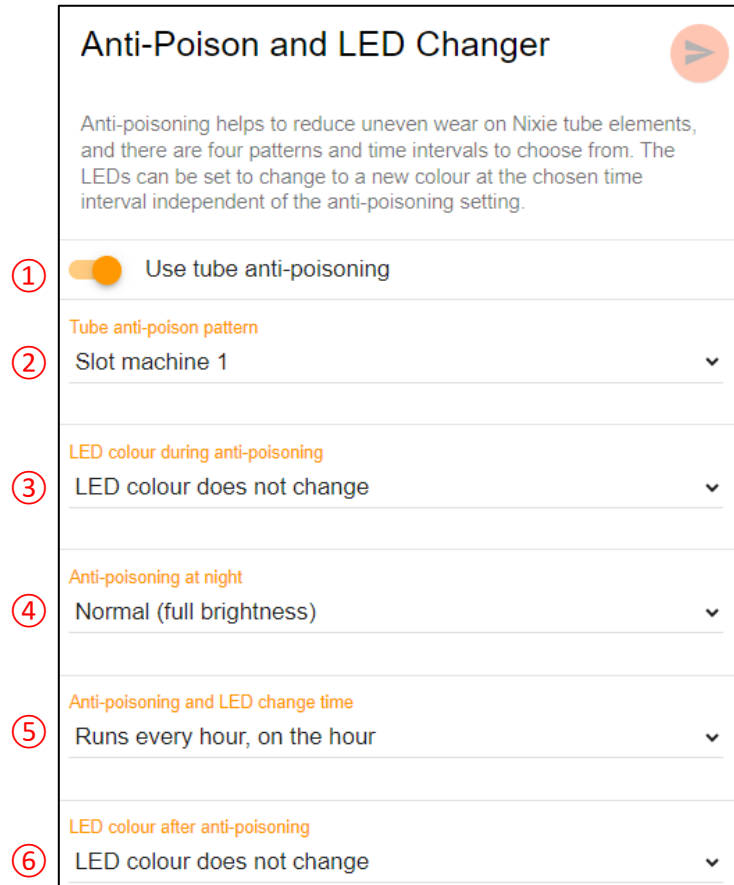 Anti-Poison and LED Changer
Anti-poisoning helps to reduce uneven wear on Nixie tube elements,
and there are four patterns and time intervals to choose from. The
LEDs can be set to change to a new colour at the chosen time
interval independent of the anti-poisoning setting.
① Use tube anti-poisoning
Tube anti-poison pattern
② Slot machine 1
LED colour during anti-poisoning
③ LED colour does not change
Anti-poisoning at night
④ Normal (full brightness)
Anti-poisoning and LED change time
⑤ Runs every hour, on the hour
LED colour after anti-poisoning
⑥ LED colour does not change